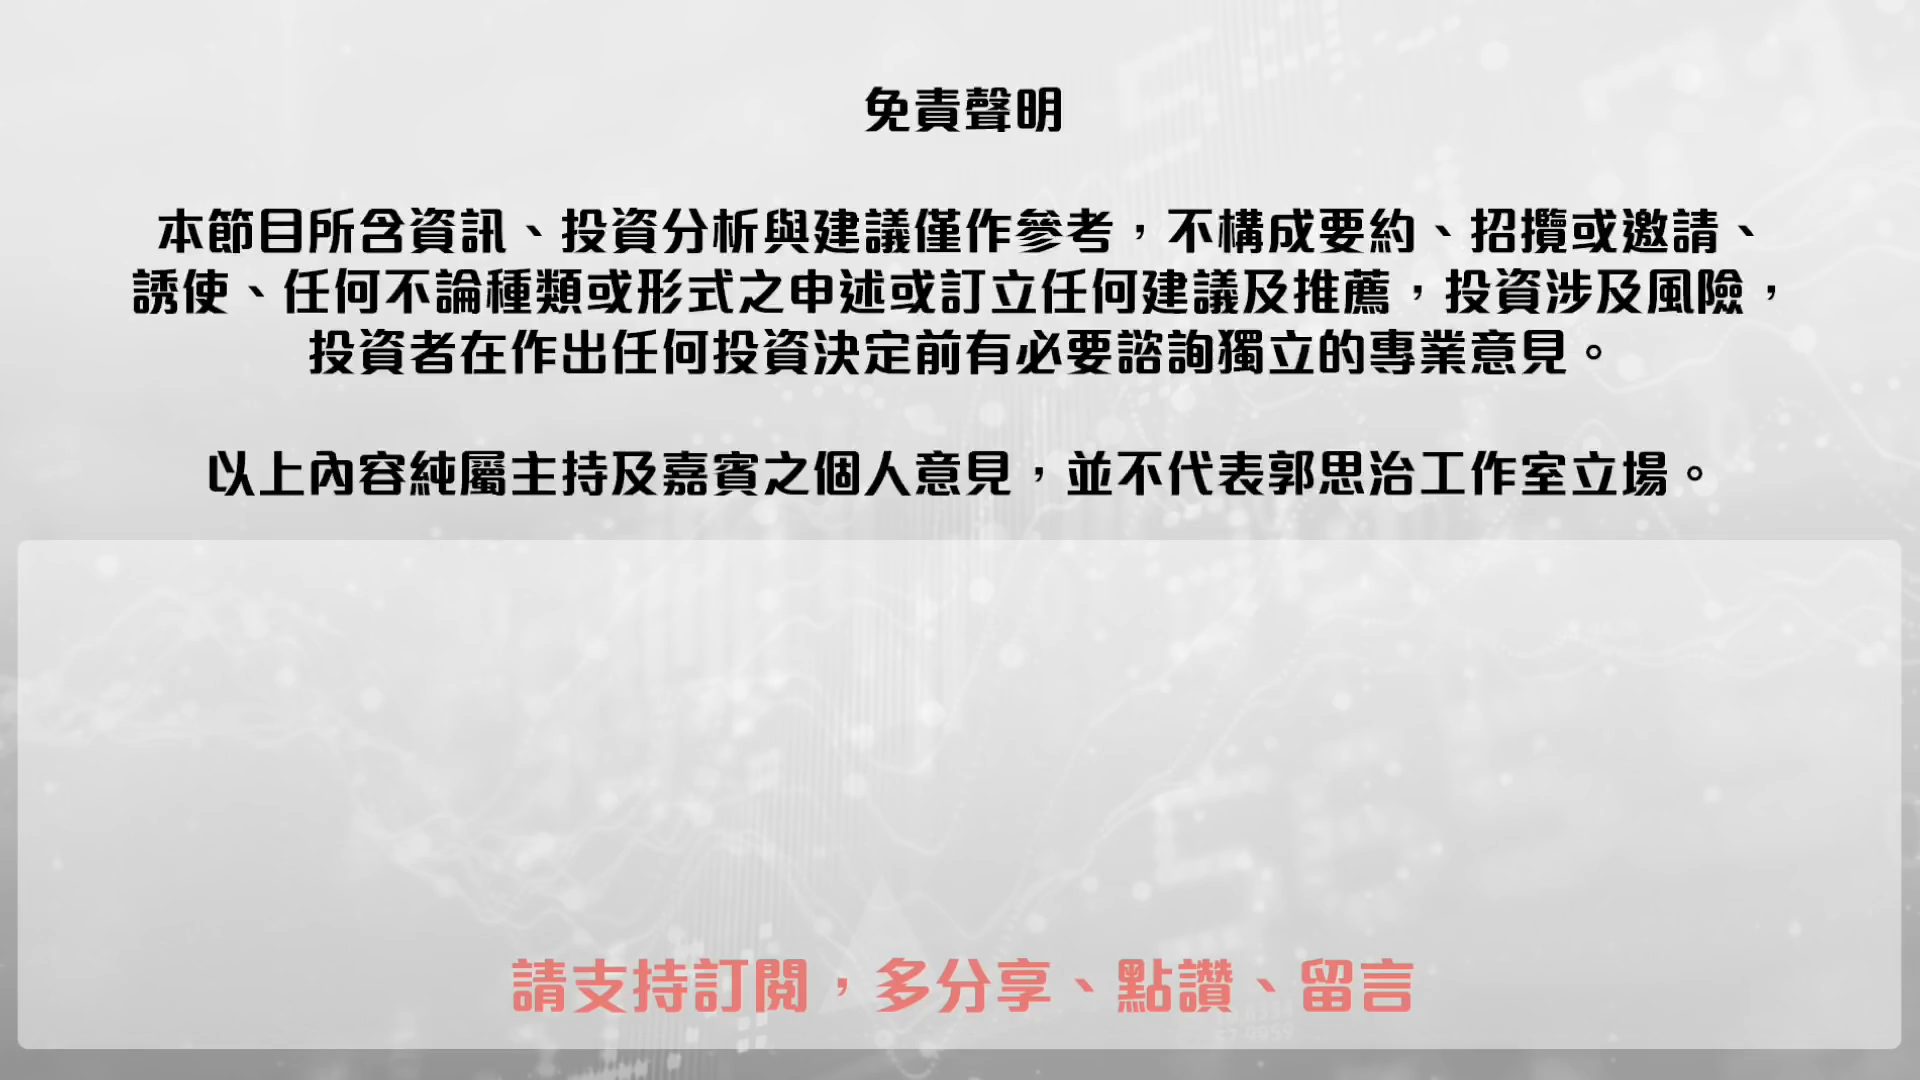 免責聲明
本節目所含資訊、投資分析與建議僅作參考，不構成要約、招攬或邀請、
誘使、任何不論種類或形式之申述或訂立任何建議及推薦，投資涉及風險，
投資者在作出任何投資決定前有必要諮詢獨立的專業意見。
以上內容純屬主持及嘉賓之個人意見，並不代表郭思治工作室立場。
請支持訂閱，多分享、點讚、留言